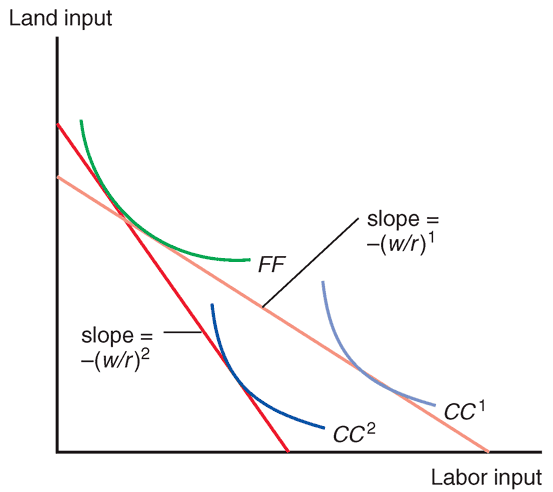 Land input
slope =
–(w/r)¹
FF
slope =
–(w/r)²
CC¹
CC²
Labor input